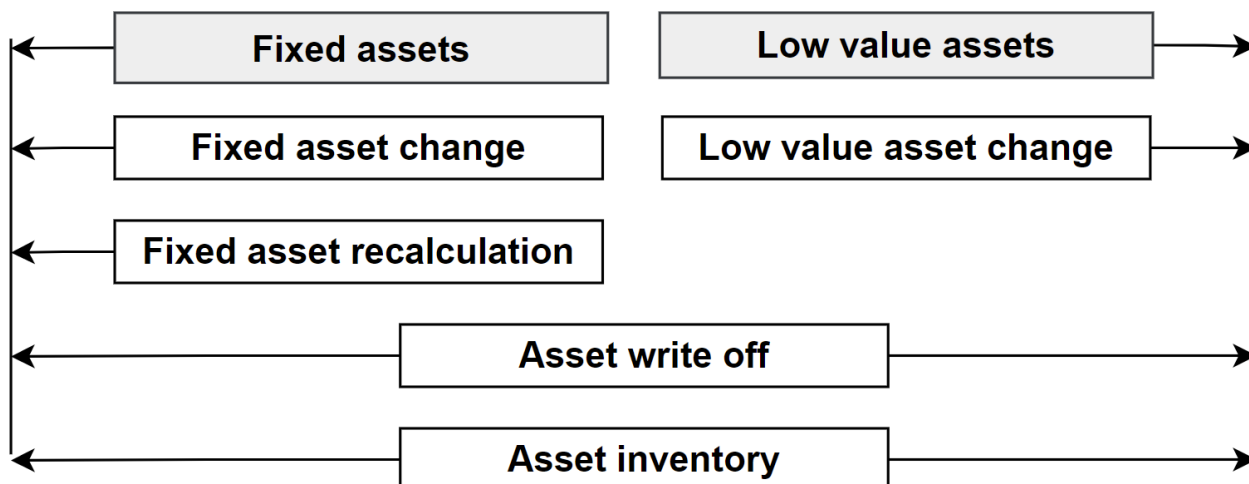 Fixed assets
Low value assets
Fixed asset change
Low value asset change
Fixed asset recalculation
Asset write off
Asset inventory